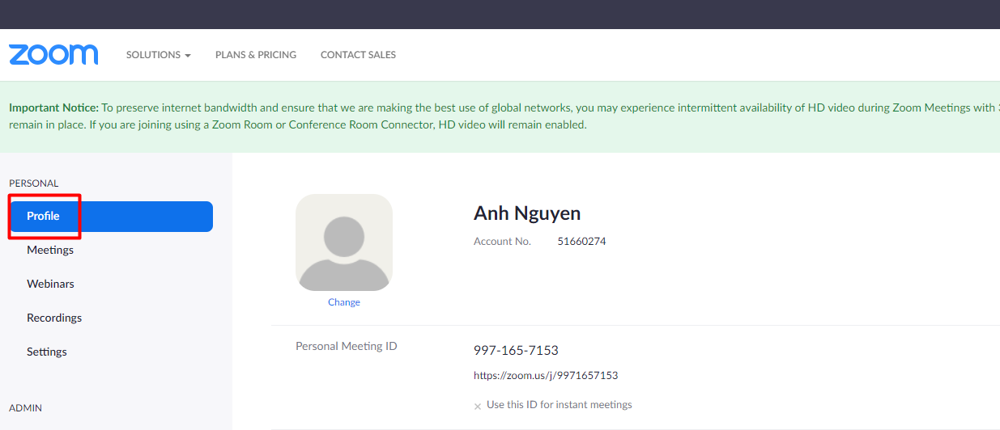 zoom
SOLUTIONS
PLANS & PRICING
CONTACT SALES
Important Notice: To preserve internet bandwidth and ensure that we are making the best use of global networks, you may experience intermittent availability of HD video during Zoom Meetings with
remain in place. If you are joining using a Zoom Room or Conference Room Connector, HD video will remain enabled.
PERSONAL
Profile
Meetings
Webinars
Recordings
Settings
ADMIN
Change
Anh Nguyen
Account No. 51660274
Personal Meeting ID
997-165-7153
https://zoom.us/j/9971657153
× Use this ID for instant meetings